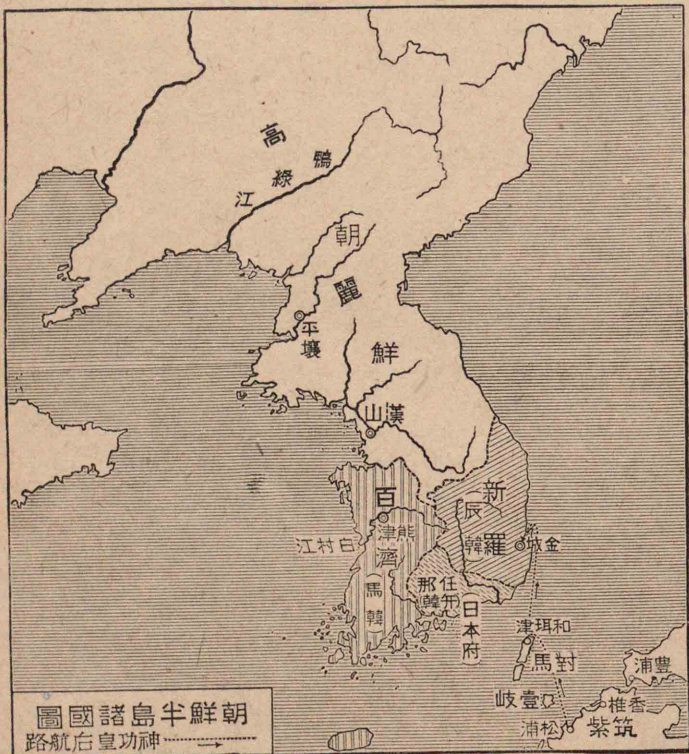 高麗
鴨綠江
朝鮮
平壤
漢山
百濟
(馬韓)
熊津
白村江
新羅
(辰韓)
金城
任那
(弁韓)
(日本府)
和珥津
對馬
壹岐
豊浦
香椎
筑紫
松浦
朝鮮半島諸國圖
神功皇后航路